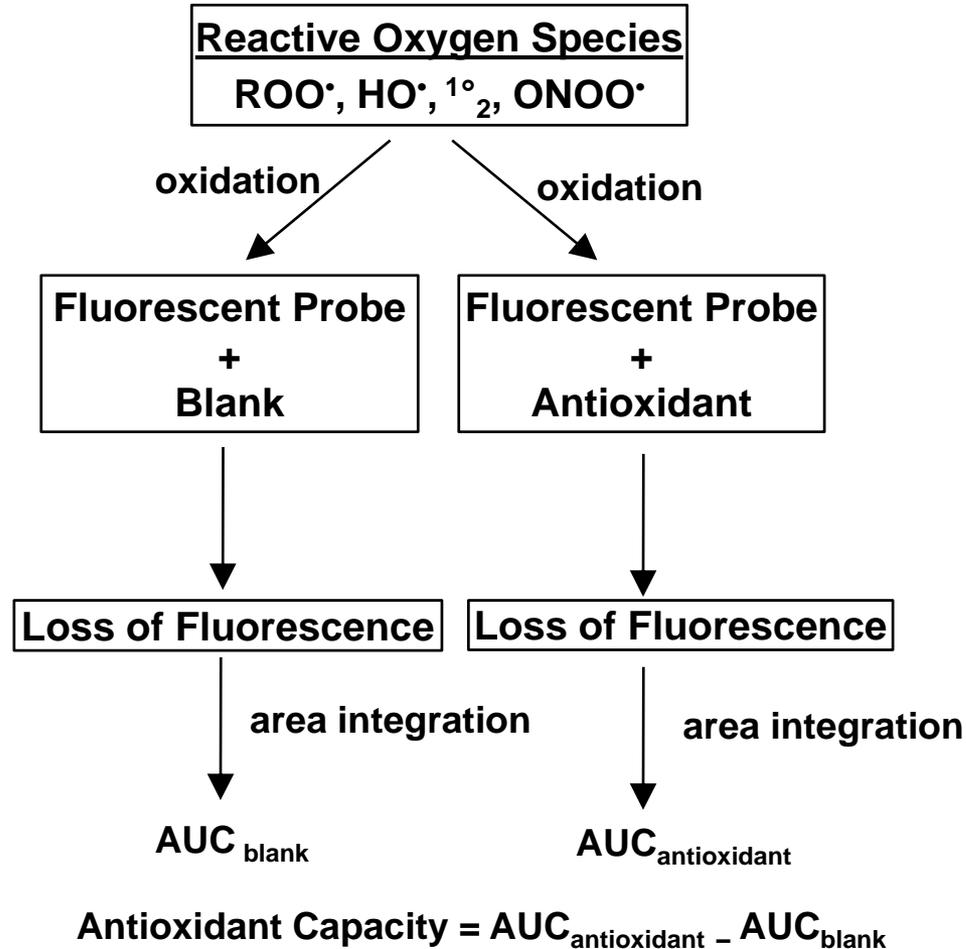 Reactive Oxygen Species
ROO•, HO•, ¹°₂, ONOO•
oxidation
oxidation
Fluorescent Probe
+
Blank
Fluorescent Probe
+
Antioxidant
Loss of Fluorescence
Loss of Fluorescence
area integration
area integration
AUC blank
AUCantioxidant
Antioxidant Capacity = AUCantioxidant – AUCblank